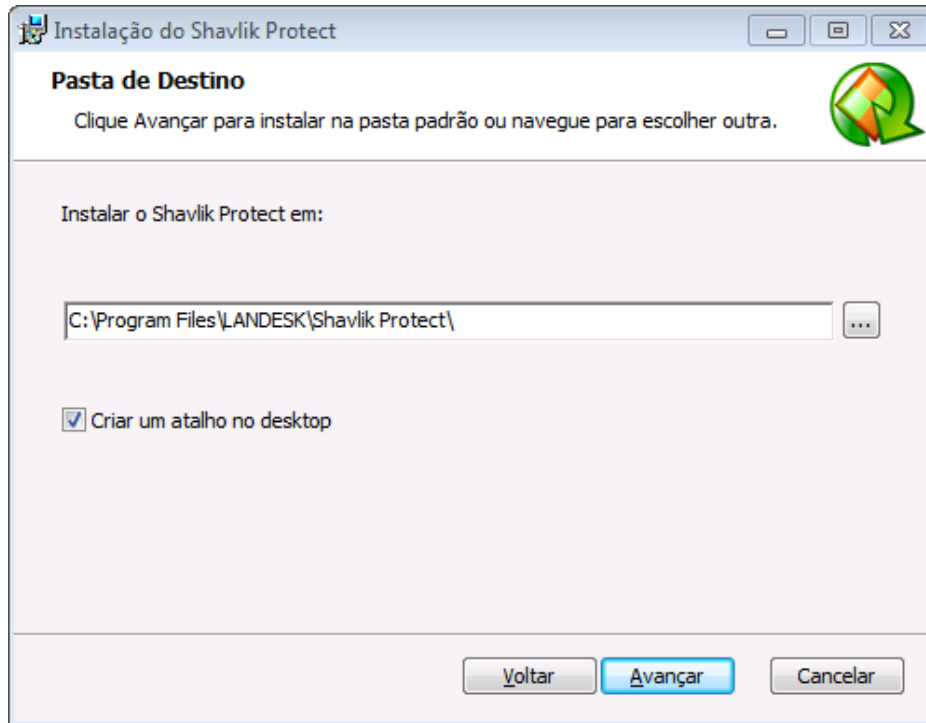 Instalação do Shavlik Protect
Pasta de Destino
Clique Avançar para instalar na pasta padrão ou navegue para escolher outra.
Instalar o Shavlik Protect em:
C:\Program Files\LANDESK\Shavlik Protect\
...
Criar um atalho no desktop
Voltar Avançar Cancelar